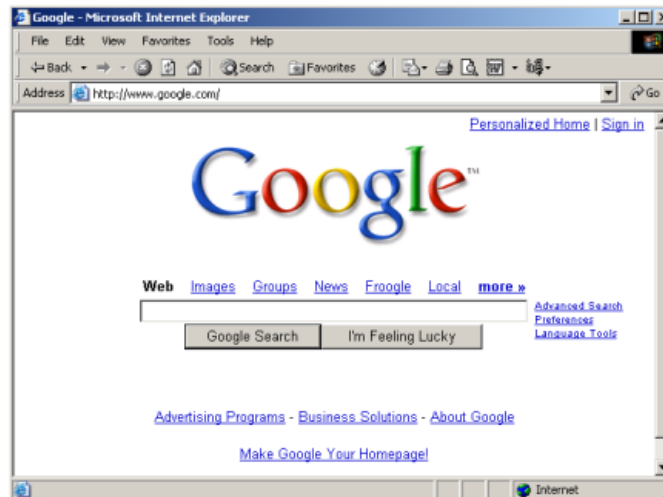 Google - Microsoft Internet Explorer
File Edit View Favorites Tools Help
Back Search Favorites
Address http://www.google.com/ Go
Personalized Home | Sign in
Google™
Web Images Groups News Froogle Local more »
Advanced Search
Preferences
Google Search I'm Feeling Lucky Language Tools
Advertising Programs - Business Solutions - About Google
Make Google Your Homepage!
Internet